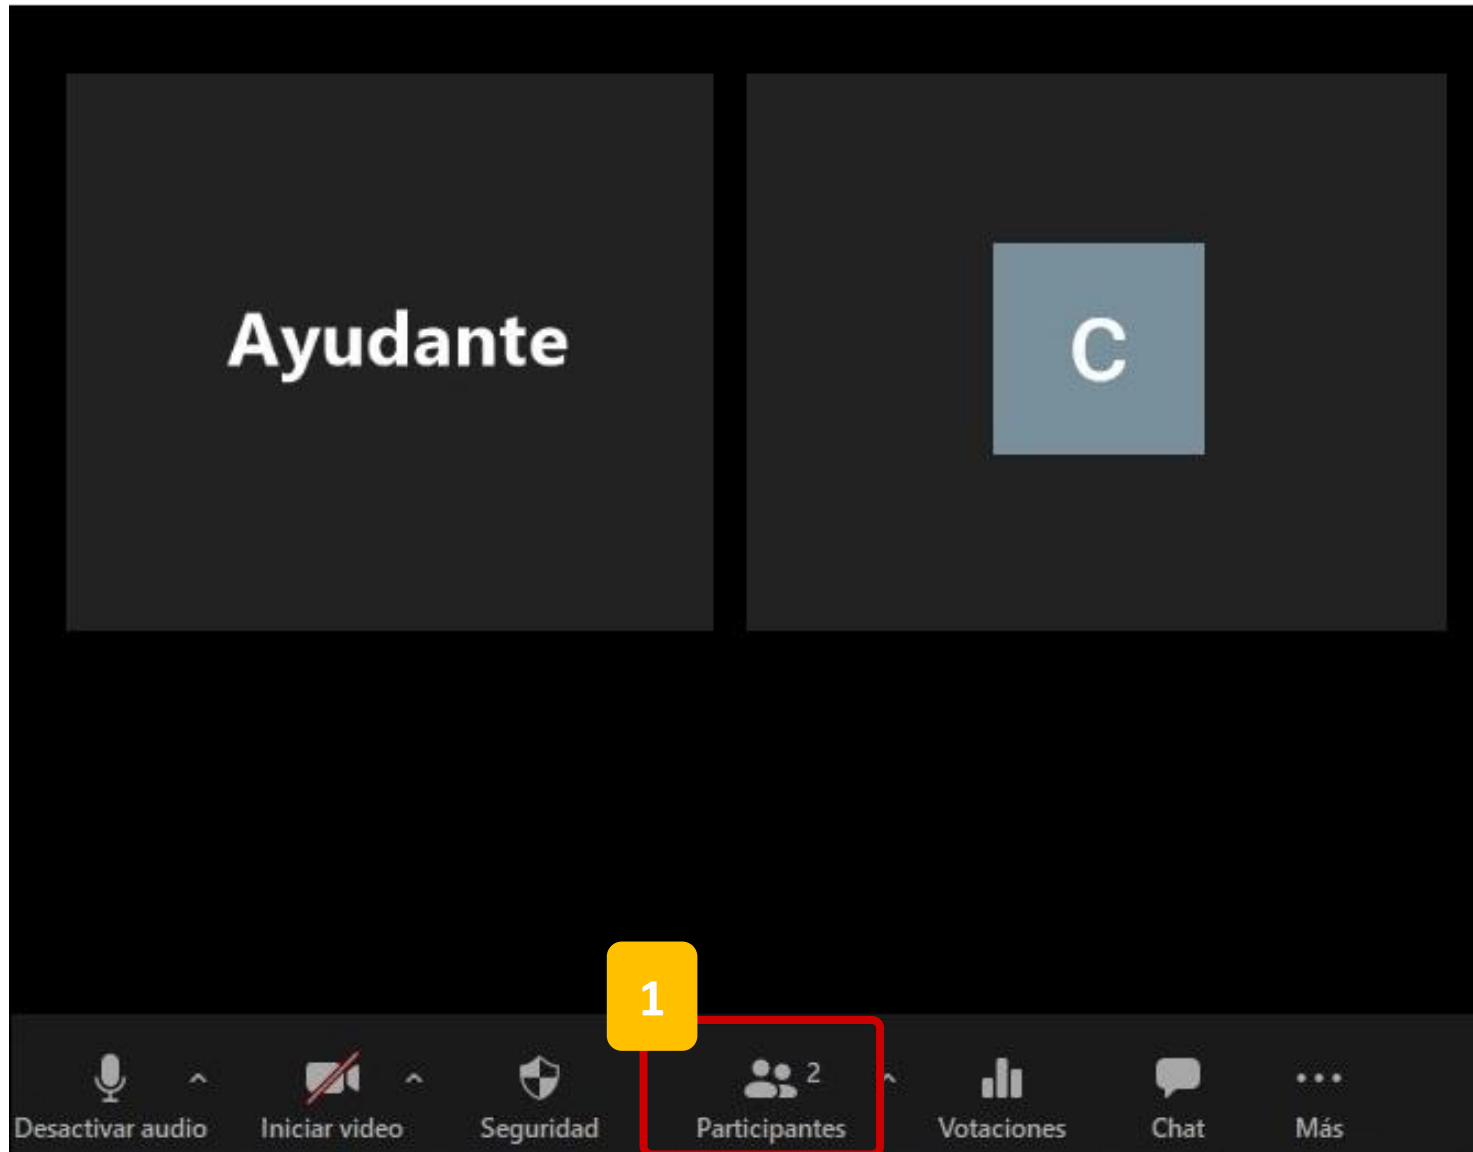 Ayudante
C
1
2
Desactivar audio
Iniciar video
Seguridad
Participantes
Votaciones
Chat
Más